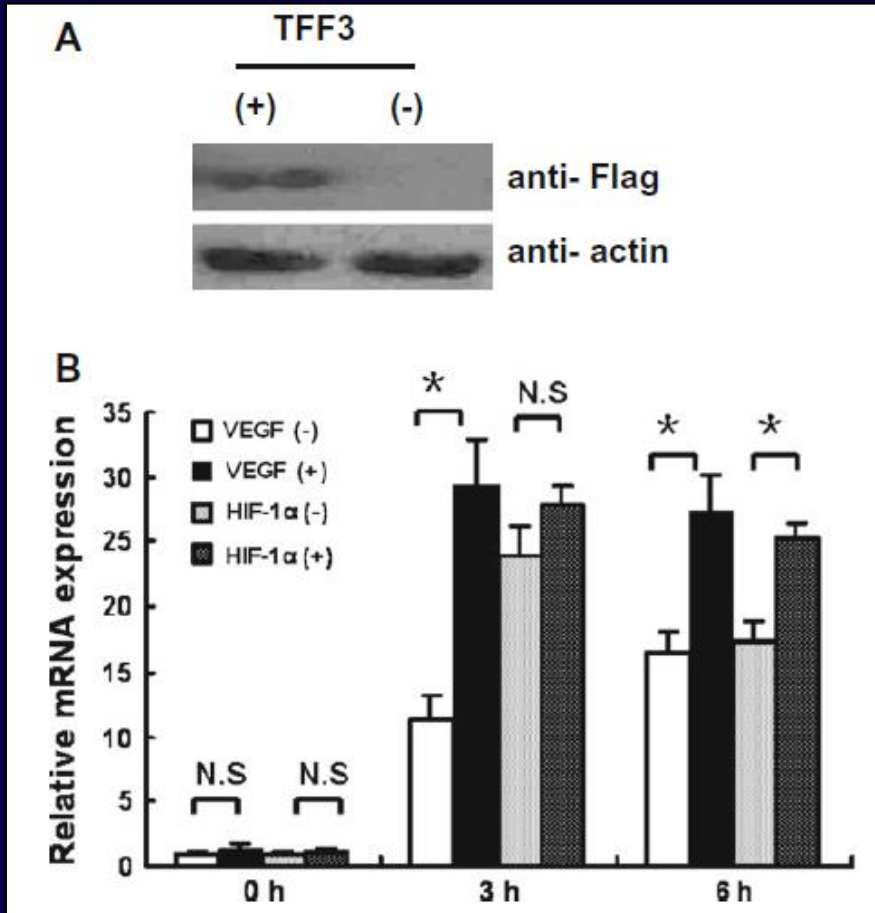 A
TFF3
(+) (-)
anti- Flag
anti- actin
B
Relative mRNA expression
35
30
25
20
15
10
5
0
VEGF (-)
VEGF (+)
HIF-1α (-)
HIF-1α (+)
N.S
N.S
*
N.S
*
*
0 h 3 h 6 h